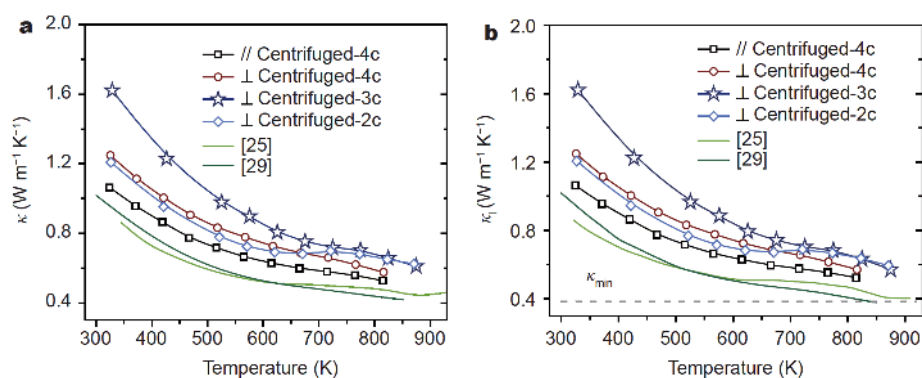 a
2.0
1.6
1.2
0.8
0.4
κ (W m⁻¹ K⁻¹)
// Centrifuged-4c
⊥ Centrifuged-4c
⊥ Centrifuged-3c
⊥ Centrifuged-2c
[25]
[29]
300 400 500 600 700 800 900
Temperature (K)
b
2.0
1.6
1.2
0.8
0.4
κₗ (W m⁻¹ K⁻¹)
// Centrifuged-4c
⊥ Centrifuged-4c
⊥ Centrifuged-3c
⊥ Centrifuged-2c
[25]
[29]
κmin
300 400 500 600 700 800 900
Temperature (K)